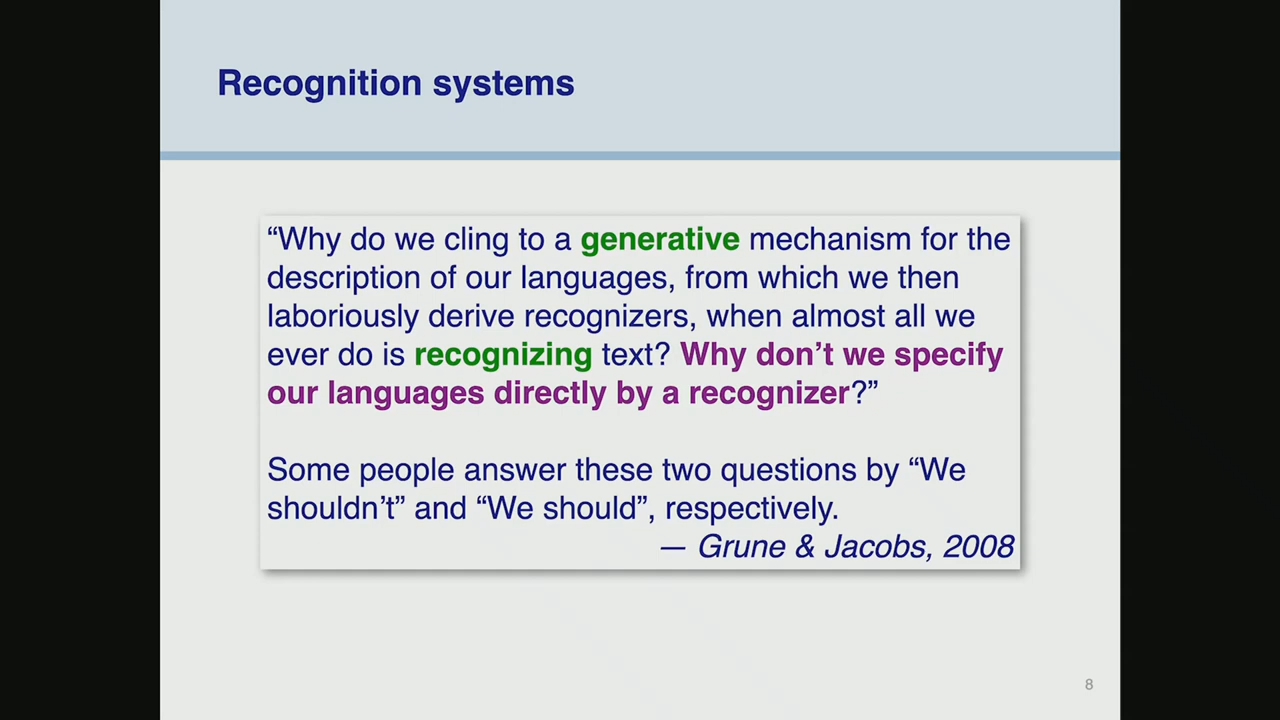 Recognition systems
“Why do we cling to a generative mechanism for the
description of our languages, from which we then
laboriously derive recognizers, when almost all we
ever do is recognizing text? Why don’t we specify
our languages directly by a recognizer?”
Some people answer these two questions by “We
shouldn’t” and “We should”, respectively.
— Grune & Jacobs, 2008
8